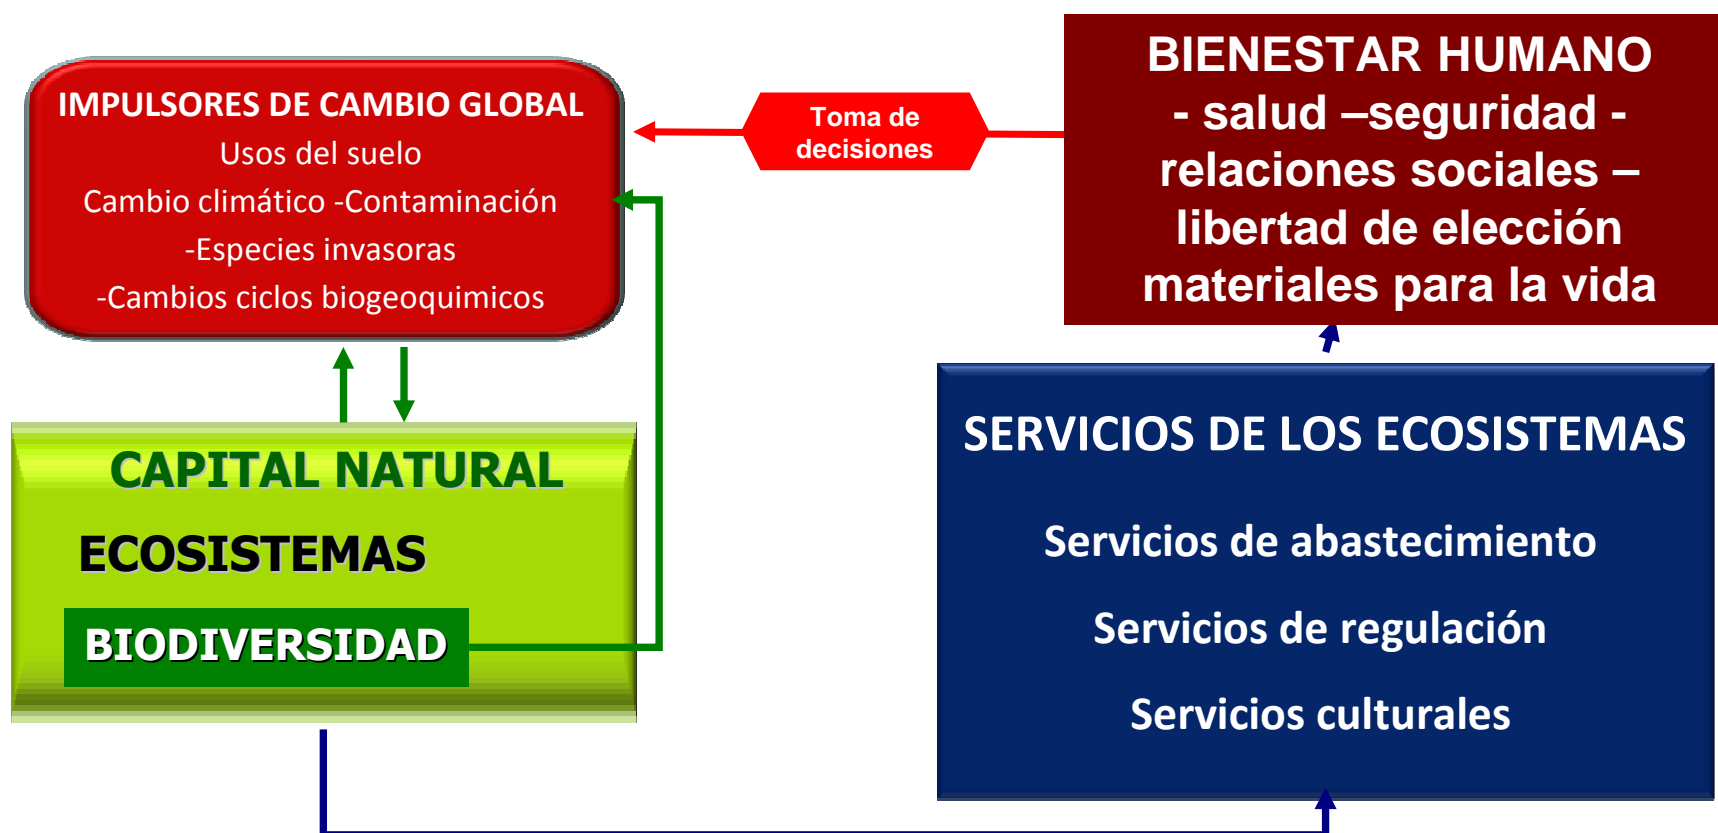 IMPULSORES DE CAMBIO GLOBAL
Usos del suelo
Cambio climático -Contaminación
-Especies invasoras
-Cambios ciclos biogeoquimicos
Toma de
decisiones
BIENESTAR HUMANO
- salud –seguridad -
relaciones sociales –
libertad de elección
materiales para la vida
CAPITAL NATURAL
ECOSISTEMAS
BIODIVERSIDAD
SERVICIOS DE LOS ECOSISTEMAS
Servicios de abastecimiento
Servicios de regulación
Servicios culturales